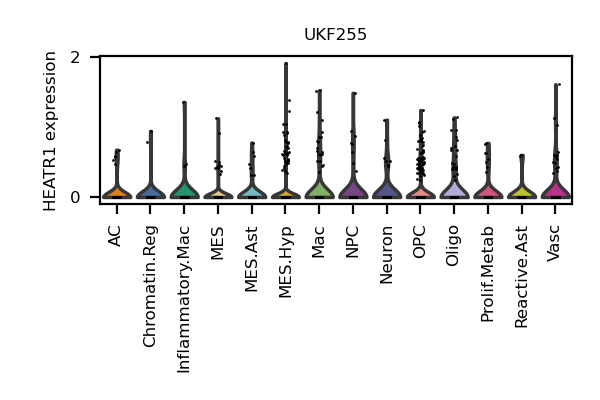 UKF255
HEATR1 expression
2
0
AC
Chromatin.Reg
Inflammatory.Mac
MES
MES.Ast
MES.Hyp
Mac
NPC
Neuron
OPC
Oligo
Prolif.Metab
Reactive.Ast
Vasc